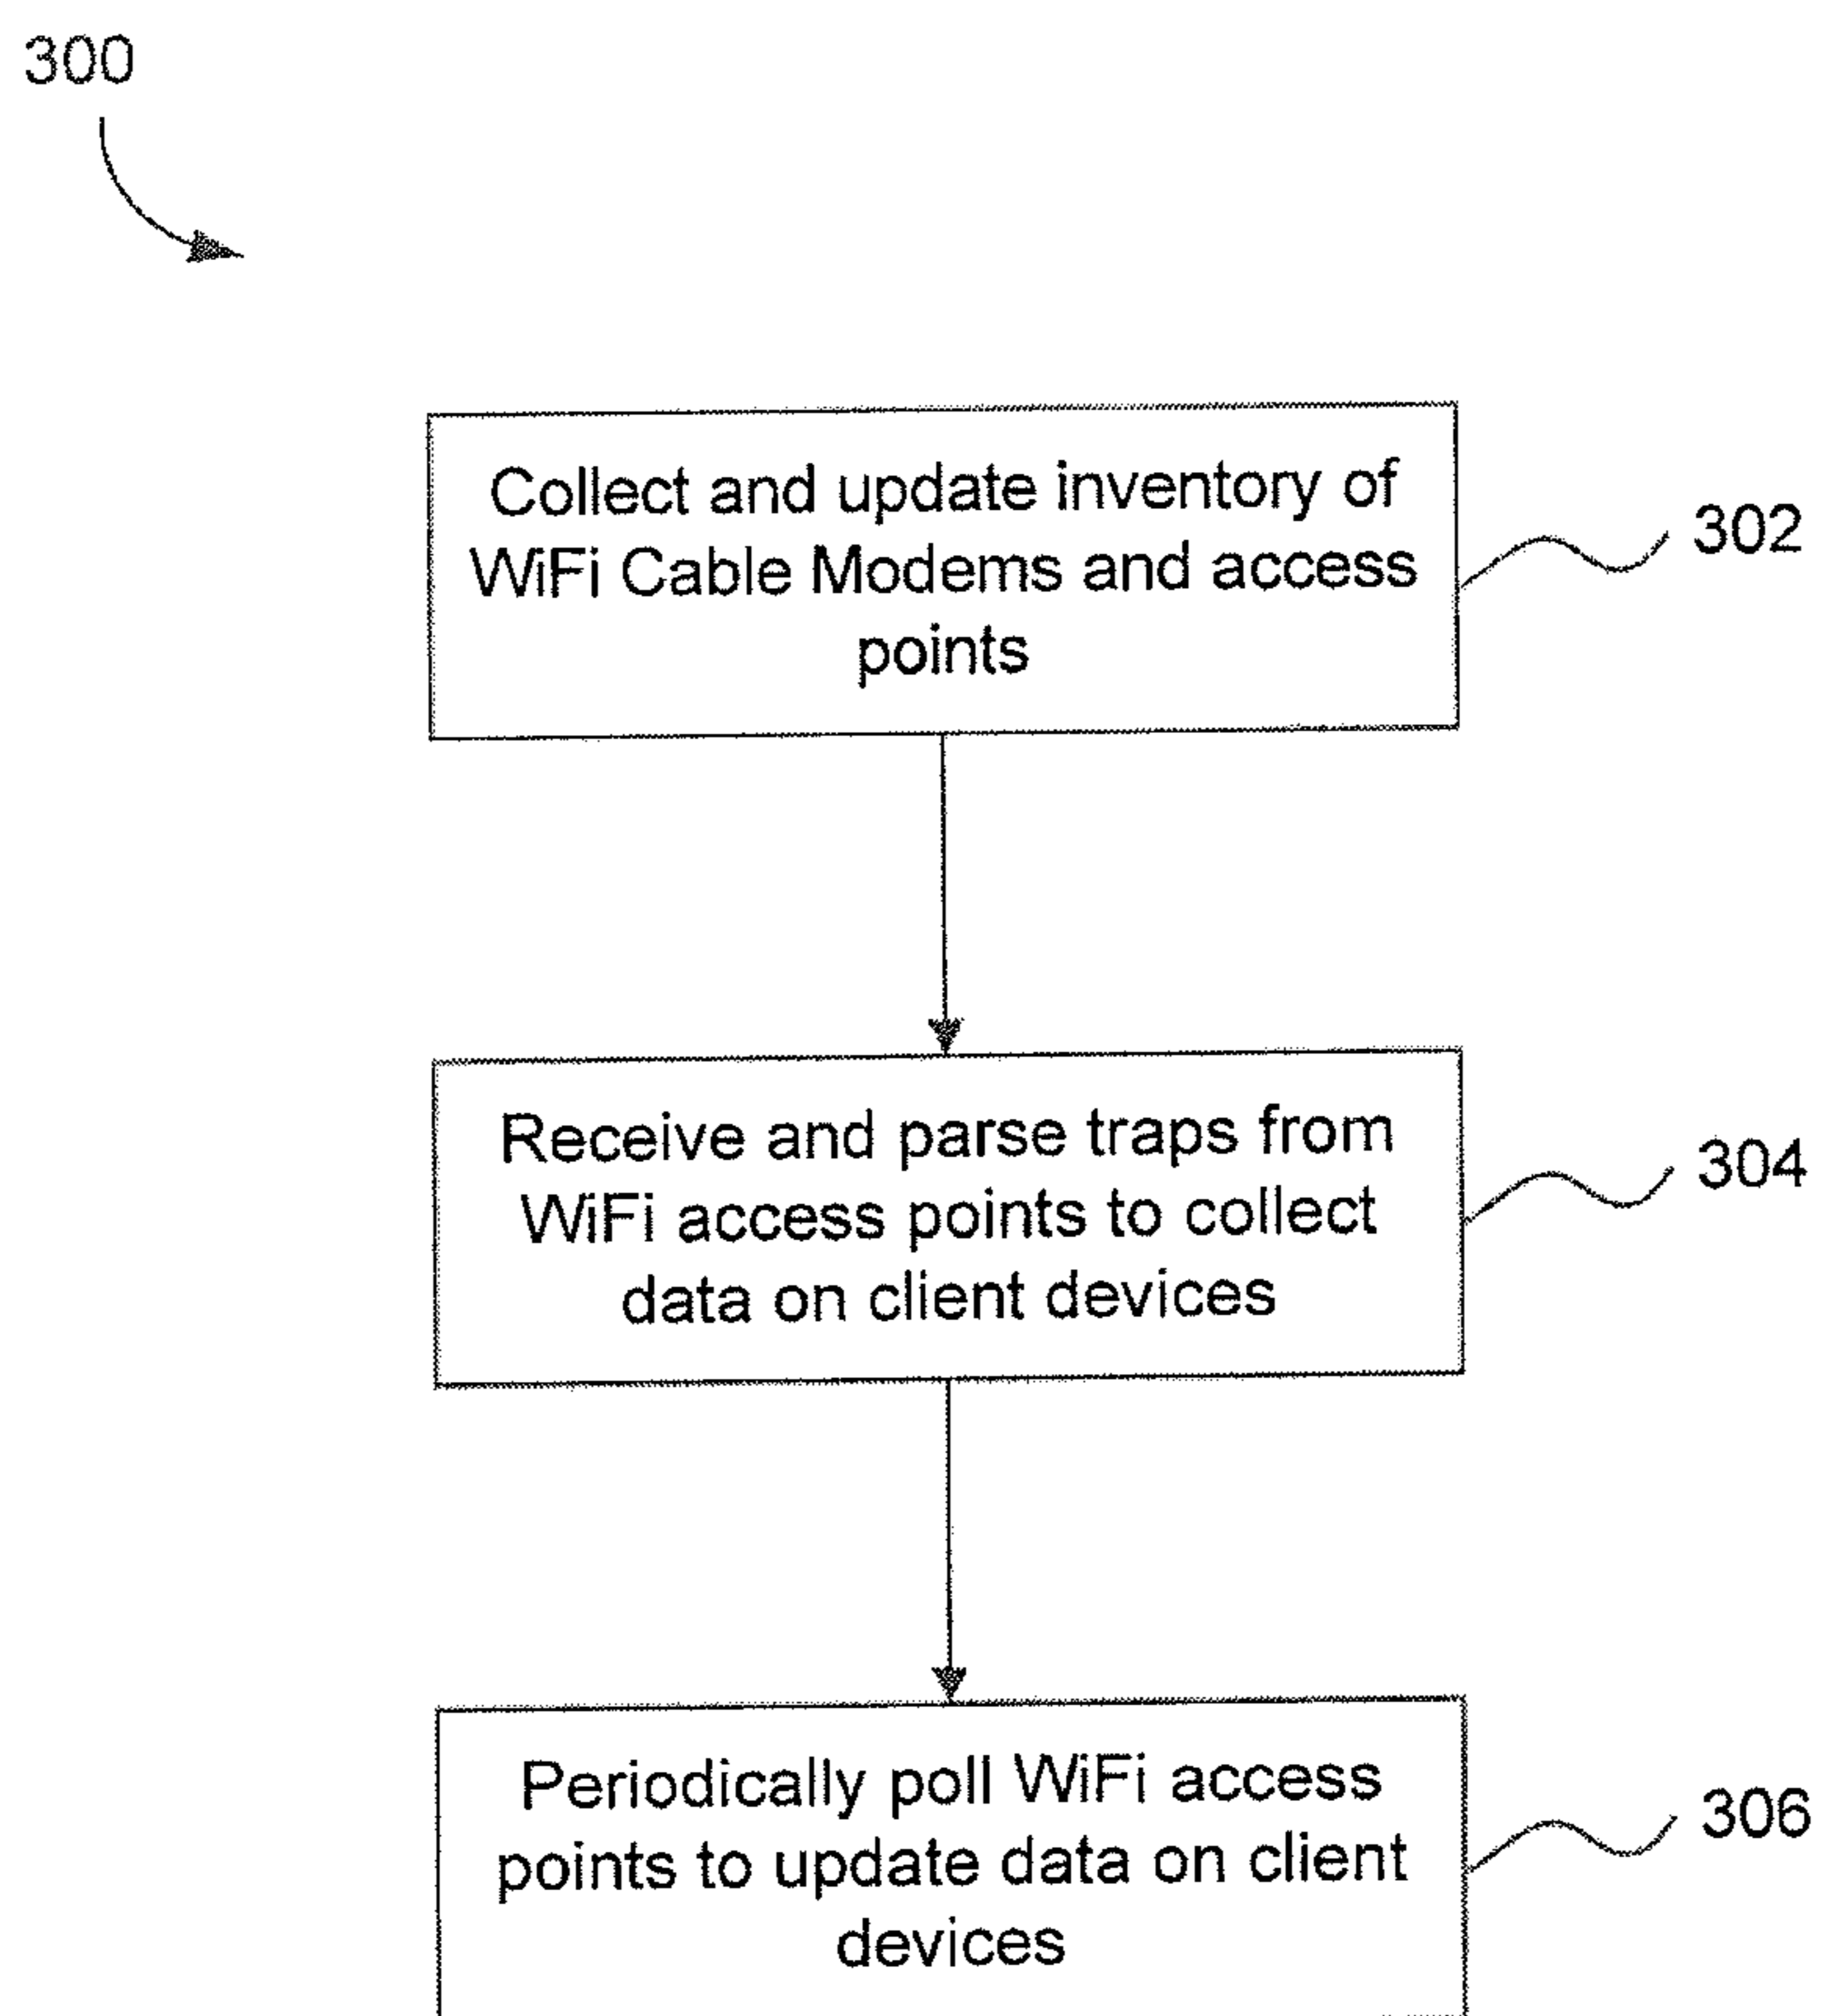 300
Collect and update inventory of
WiFi Cable Modems and access
points
302
Receive and parse traps from
WiFi access points to collect
data on client devices
304
Periodically poll WiFi access
points to update data on client
devices
306